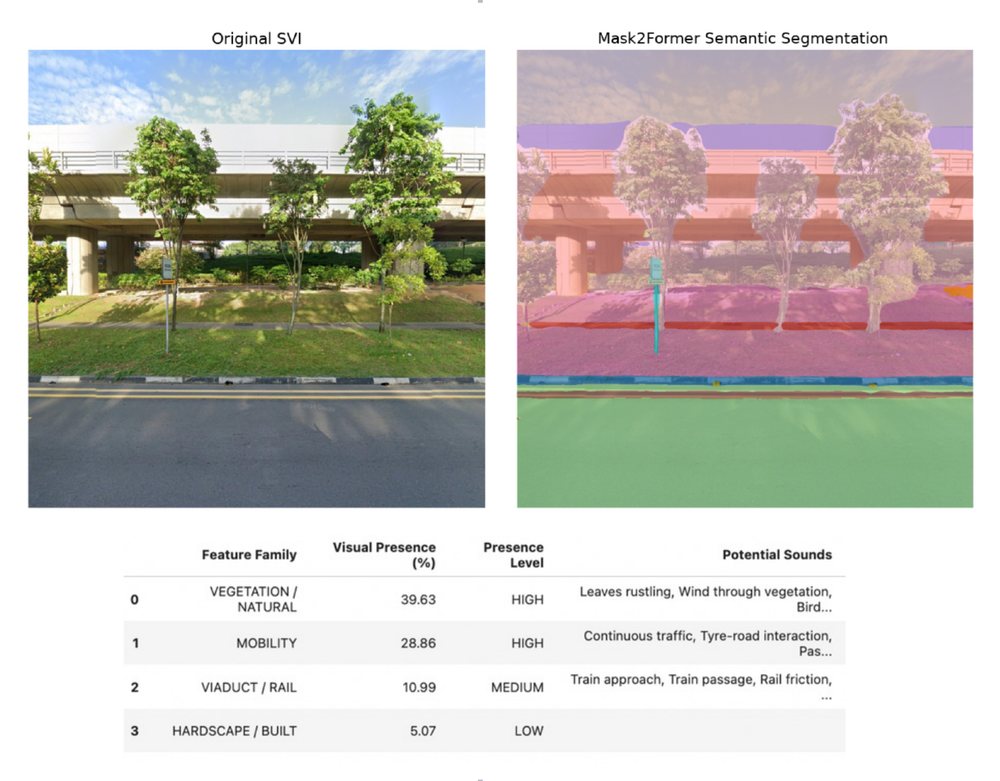 Original SVI
Mask2Former Semantic Segmentation
Feature Family Visual Presence (%) Presence Level Potential Sounds
0 VEGETATION / NATURAL 39.63 HIGH Leaves rustling, Wind through vegetation, Bird...
1 MOBILITY 28.86 HIGH Continuous traffic, Tyre-road interaction, Pas...
2 VIADUCT / RAIL 10.99 MEDIUM Train approach, Train passage, Rail friction, ...
3 HARDSCAPE / BUILT 5.07 LOW